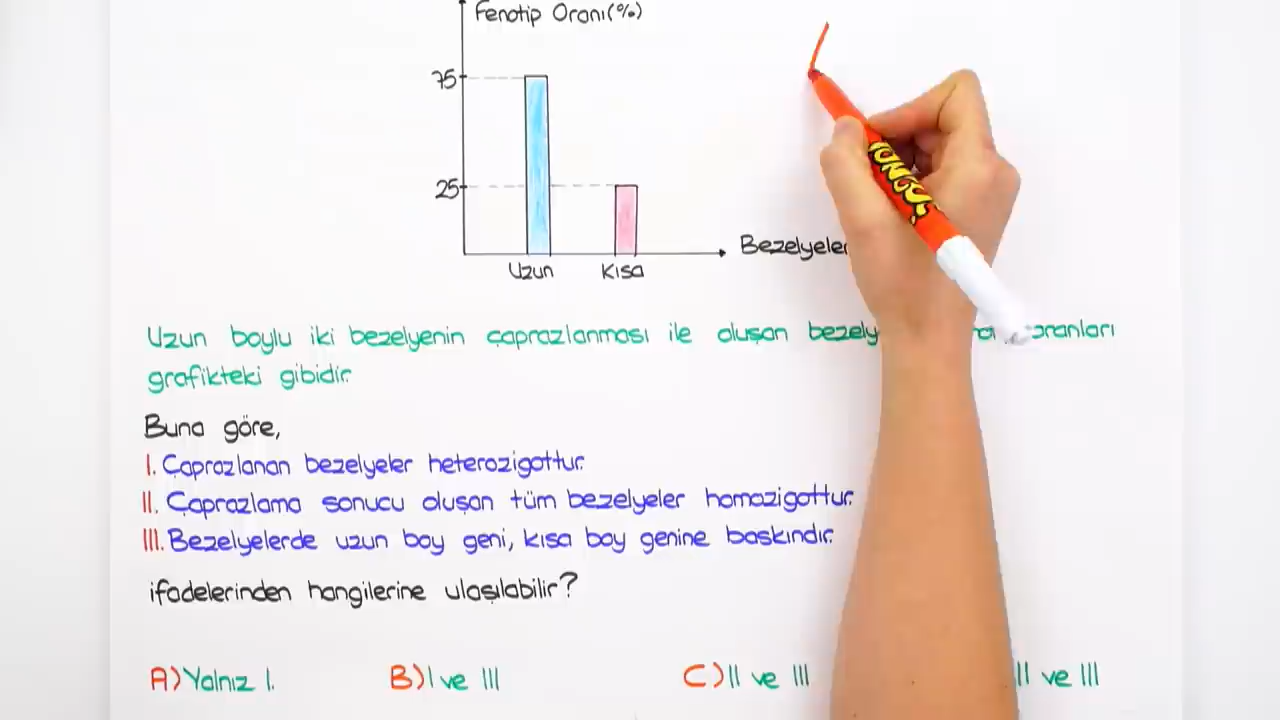 Fenotip Oranı(%)
75
25
Uzun Kısa
Bezelyeler
Uzun boylu iki bezelyenin çaprazlanması ile oluşan oranları
grafikteki gibidir.
Buna göre,
I. Çaprazlanan bezelyeler heterozigottur.
II. Çaprazlama sonucu oluşan tüm bezelyeler homozigottur.
III. Bezelyelerde uzun boy geni, kısa boy genine baskındır.
ifadelerinden hangilerine ulaşılabilir?
A) Yalnız I. B) I ve III C) II ve III II ve III